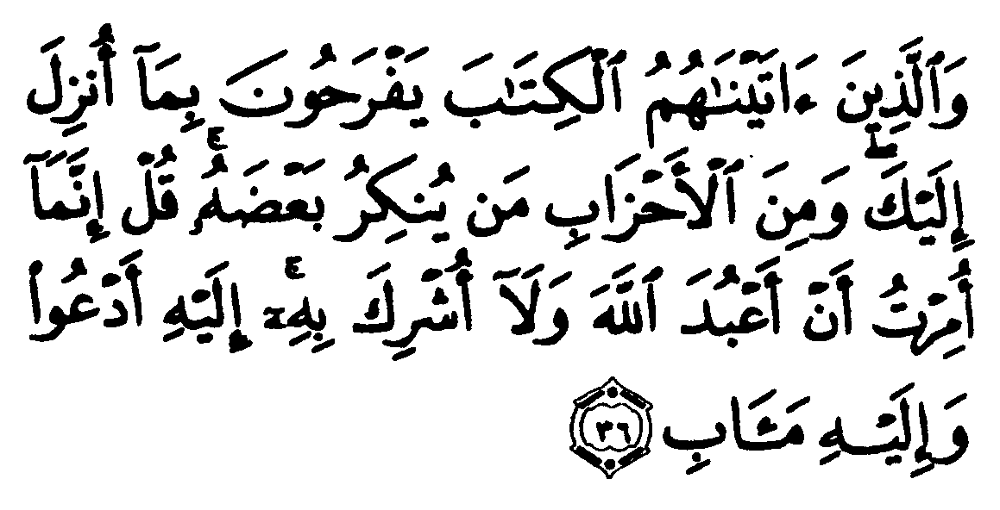 وَٱلَّذِينَ ءَاتَيۡنَٰهُمُ ٱلۡكِتَٰبَ يَفۡرَحُونَ بِمَآ أُنزِلَ
إِلَيۡكَۖ وَمِنَ ٱلۡأَحۡزَابِ مَن يُنكِرُ بَعۡضَهُۥۚ قُلۡ إِنَّمَآ
أُمِرۡتُ أَنۡ أَعۡبُدَ ٱللَّهَ وَلَآ أُشۡرِكَ بِهِۦٓۚ إِلَيۡهِ أَدۡعُواْ
وَإِلَيۡهِ مَـَٔابِ ٣٦